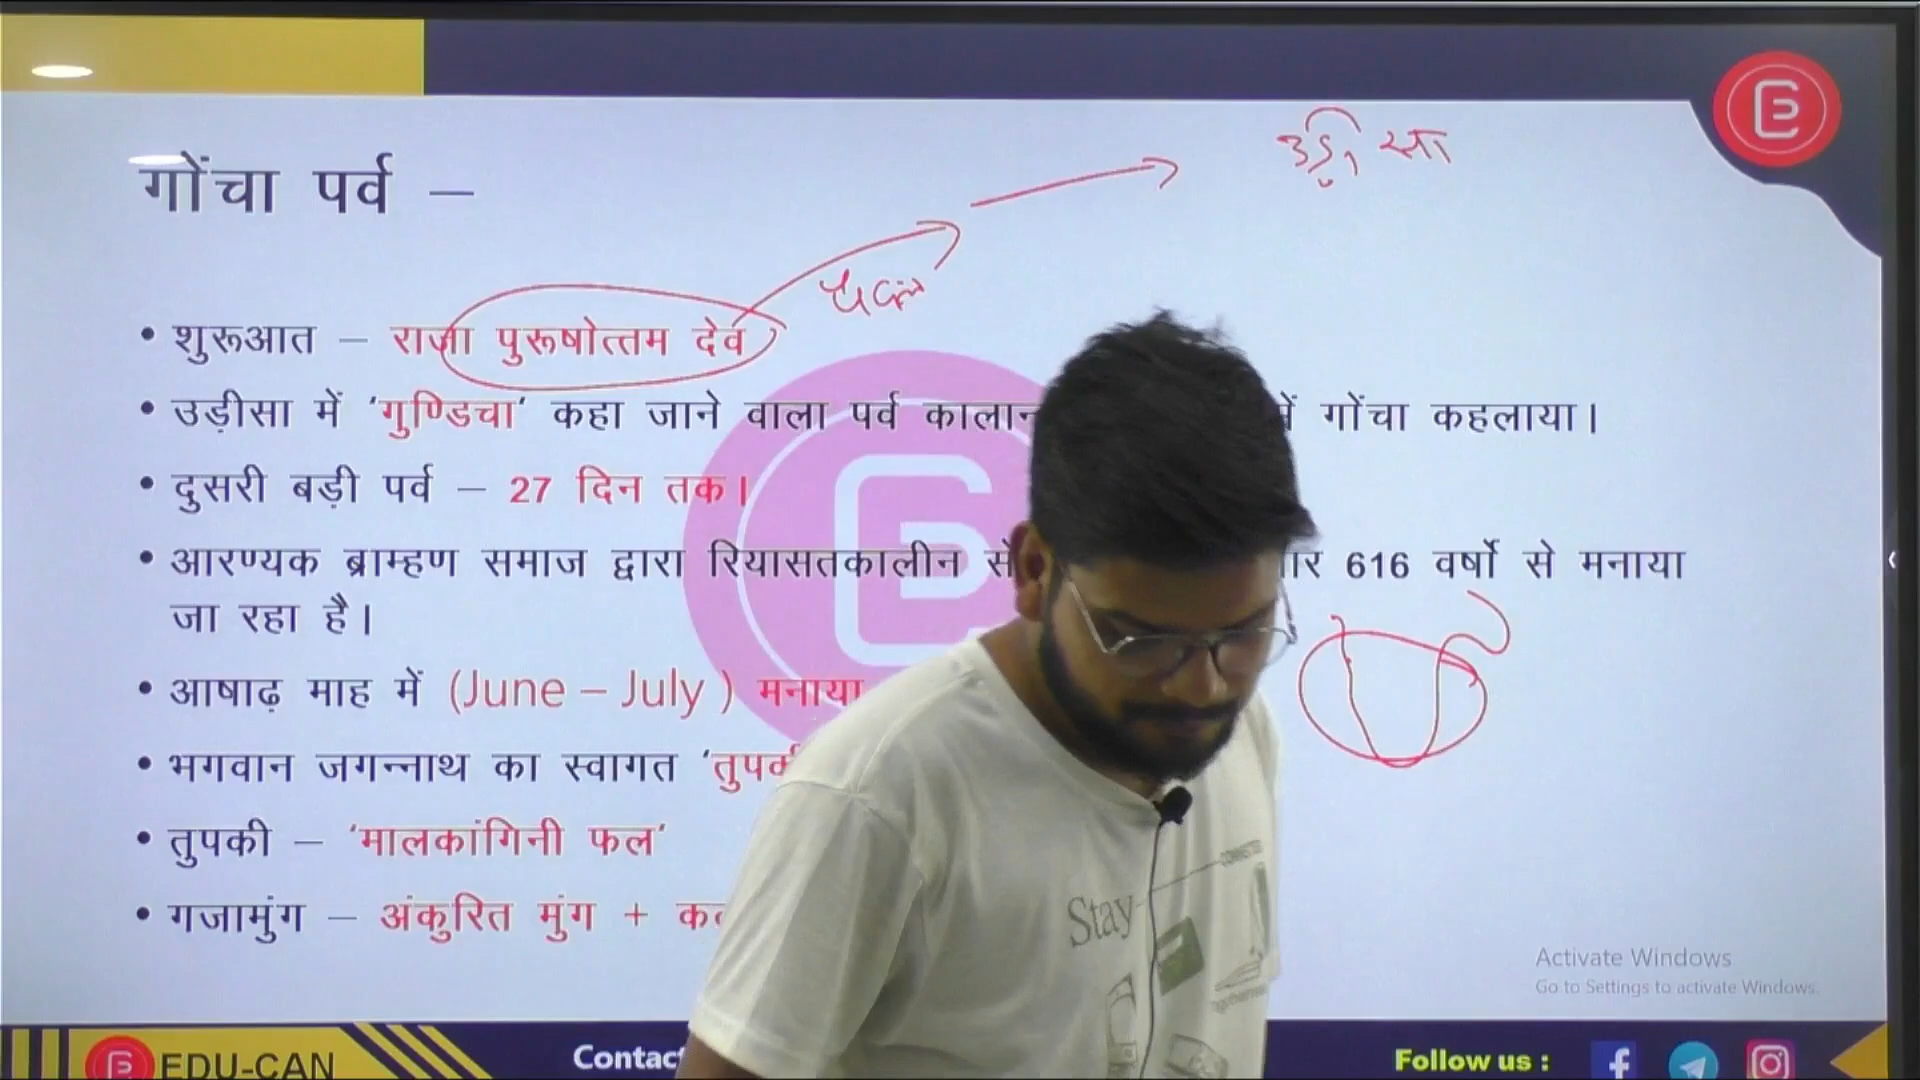 गोंचा पर्व –
उड़ीसा
• शुरूआत – राजा पुरूषोत्तम देव
• उड़ीसा में ‘गुण्डिचा‘ कहा जाने वाला पर्व में गोंचा कहलाया।
• दुसरी बड़ी पर्व – 27 दिन तक।
• आरण्यक ब्राम्हण समाज द्वारा रियासतकालीन से 616 वर्षो से मनाया
जा रहा है।
• आषाढ़ माह में (June – July ) मनाया
• भगवान जगन्नाथ का स्वागत
• तुपकी – ‘मालकांगिनी फल‘
• गजामुंग – अंकुरित मुंग +
Stay
CONNECTED
Activate Windows
Go to Settings to activate Windows.
EDU-CAN
Follow us :